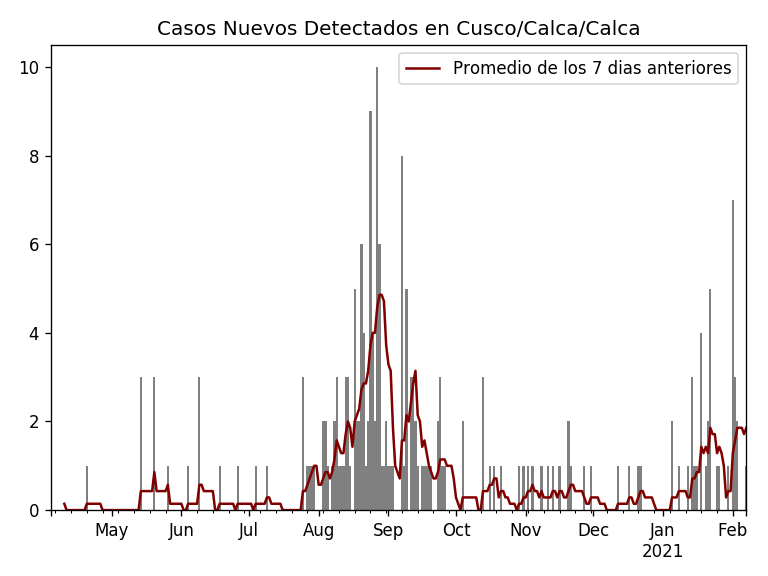 Casos Nuevos Detectados en Cusco/Calca/Calca
Promedio de los 7 dias anteriores
10
8
6
4
2
0
May Jun Jul Aug Sep Oct Nov Dec Jan Feb
2021